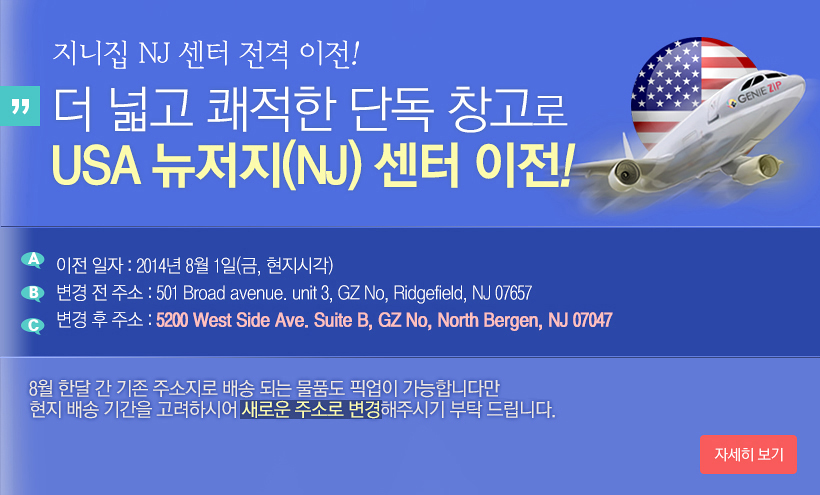 지니집 NJ 센터 전격 이전!
더 넓고 쾌적한 단독 창고로
USA 뉴저지(NJ) 센터 이전!
GENIE ZIP
A 이전 일자 : 2014년 8월 1일(금, 현지시각)
B 변경 전 주소 : 501 Broad avenue. unit 3, GZ No, Ridgefield, NJ 07657
C 변경 후 주소 : 5200 West Side Ave. Suite B, GZ No, North Bergen, NJ 07047
8월 한달 간 기존 주소지로 배송 되는 물품도 픽업이 가능합니다만
현지 배송 기간을 고려하시어 새로운 주소로 변경해주시기 부탁 드립니다.
자세히 보기